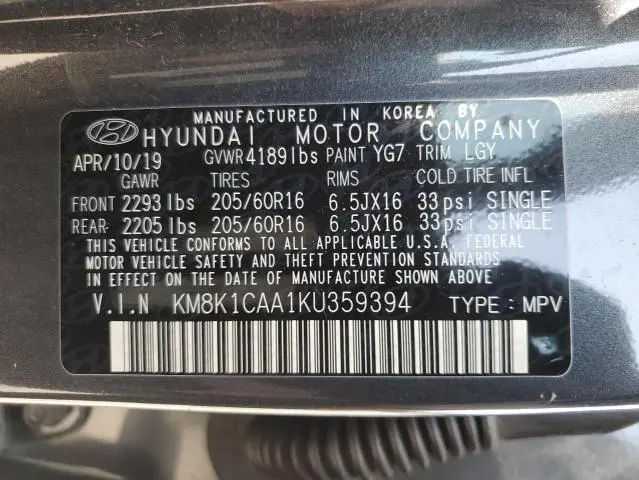 MANUFACTURED IN KOREA BY
HYUNDAI MOTOR COMPANY
APR/10/19 GVWR4189lbs PAINT YG7 TRIM LGY
GAWR TIRES RIMS COLD TIRE INFL
FRONT 2293lbs 205/60R16 6.5JX16 33psi SINGLE
REAR 2205lbs 205/60R16 6.5JX16 33psi SINGLE
THIS VEHICLE CONFORMS TO ALL APPLICABLE U.S.A. FEDERAL
MOTOR VEHICLE SAFETY AND THEFT PREVENTION STANDARDS
IN EFFECT ON THE DATE OF MANUFACTURE SHOWN ABOVE
V.I.N KM8K1CAA1KU359394 TYPE:MPV